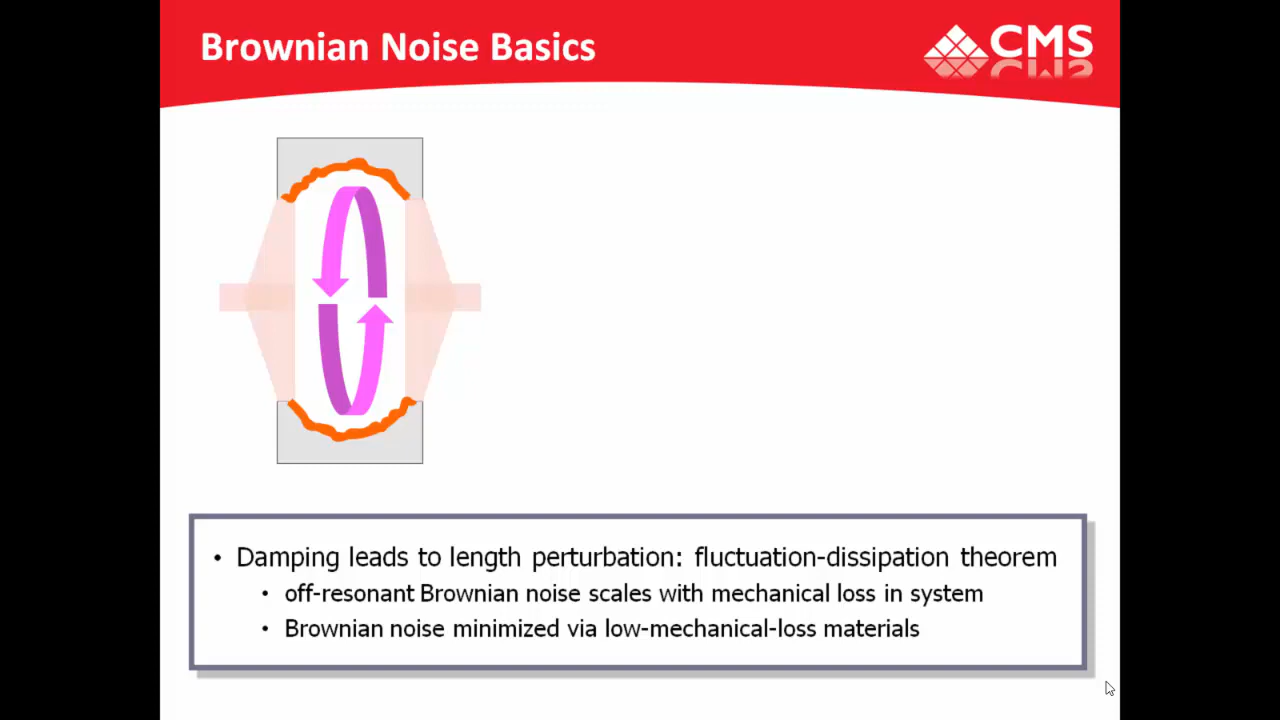 Brownian Noise Basics
CMS
• Damping leads to length perturbation: fluctuation-dissipation theorem
• off-resonant Brownian noise scales with mechanical loss in system
• Brownian noise minimized via low-mechanical-loss materials